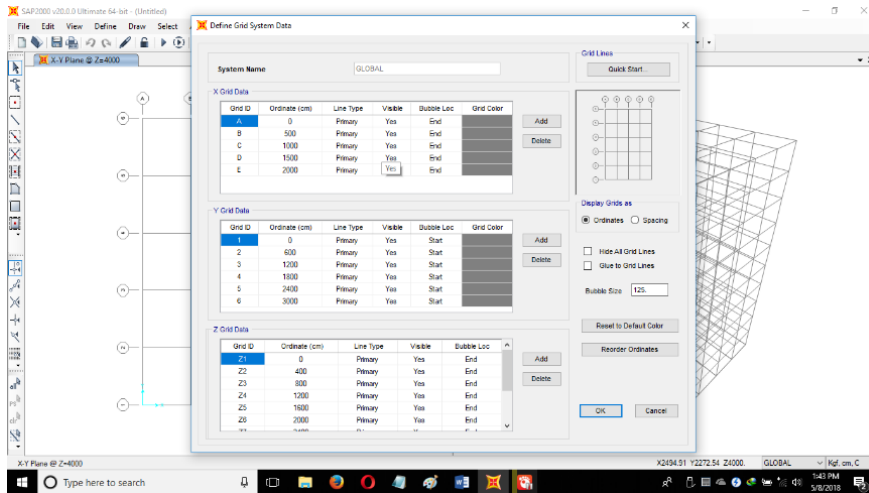 SAP2000 v20.0.0 Ultimate 64-bit - (Untitled)
File Edit View Define Draw Select
X-Y Plane @ Z=4000
Define Grid System Data
System Name GLOBAL
X Grid Data
Grid ID Ordinate (cm) Line Type Visible Bubble Loc Grid Color
A 0 Primary Yes End
B 500 Primary Yes End
C 1000 Primary Yes End
D 1500 Primary Yes End
E 2000 Primary Yes End
Yes
Add
Delete
Y Grid Data
Grid ID Ordinate (cm) Line Type Visible Bubble Loc Grid Color
1 0 Primary Yes Start
2 600 Primary Yes Start
3 1200 Primary Yes Start
4 1800 Primary Yes Start
5 2400 Primary Yes Start
6 3000 Primary Yes Start
Add
Delete
Z Grid Data
Grid ID Ordinate (cm) Line Type Visible Bubble Loc
Z1 0 Primary Yes End
Z2 400 Primary Yes End
Z3 800 Primary Yes End
Z4 1200 Primary Yes End
Z5 1600 Primary Yes End
Z6 2000 Primary Yes End
Add
Delete
Grid Lines
Quick Start...
Display Grids as
Ordinates Spacing
Hide All Grid Lines
Glue to Grid Lines
Bubble Size 125.
Reset to Default Color
Reorder Ordinates
OK Cancel
X-Y Plane @ Z=4000
X2494.91 Y2272.54 Z4000. GLOBAL Kgf, cm, C
Type here to search
1:43 PM
5/8/2018